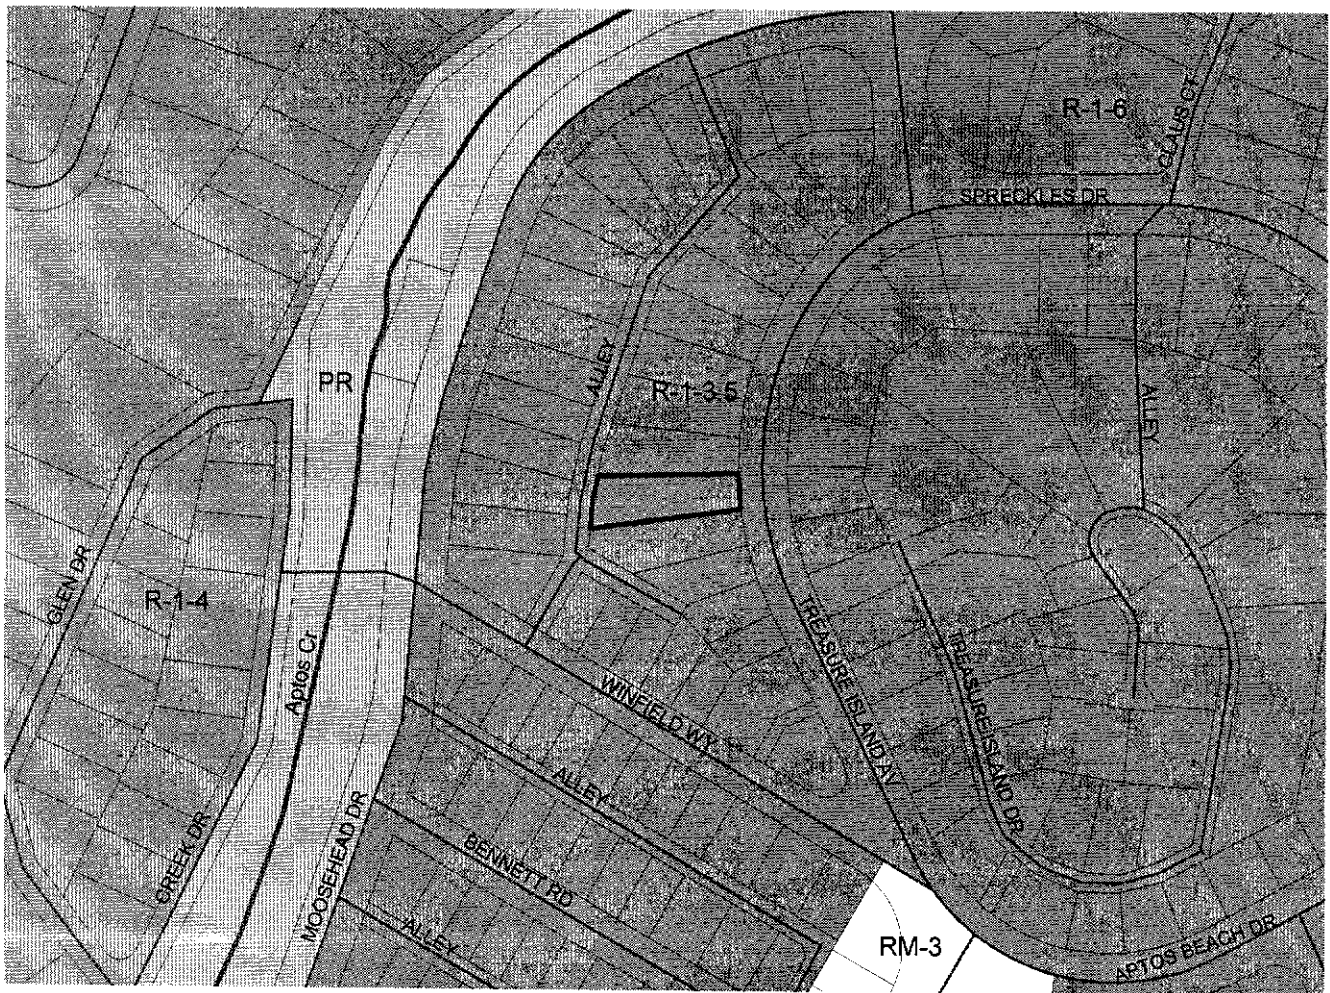 R-1-6
CLAUS CT
SPRECKLES DR
ALLEY
PR
R-1-3.5
ALLEY
GLEN DR
R-1-4
Aptos Cr
WINFIELD WY
TREASURE ISLAND AV
TREASURE ISLAND DR
ALLEY
CREEK DR
MOOSEHEAD DR
BENNETT RD
ALLEY
RM-3
APTOS BEACH DR